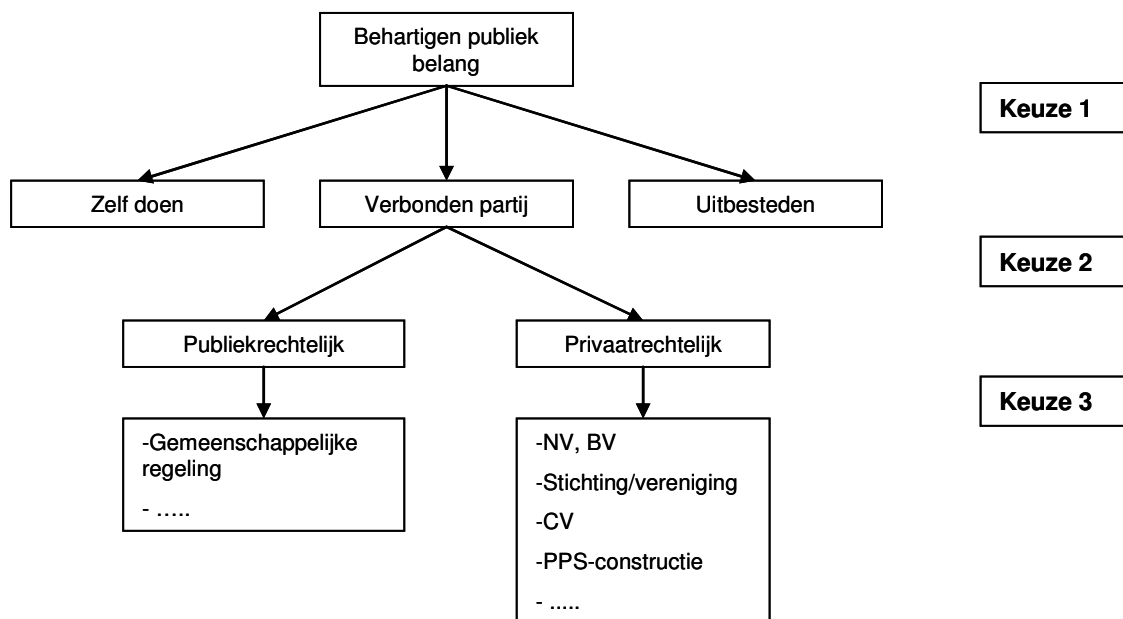 Behartigen publiek
belang
Keuze 1
Zelf doen
Verbonden partij
Uitbesteden
Keuze 2
Publiekrechtelijk
Privaatrechtelijk
Keuze 3
-Gemeenschappelijke
regeling
- .....
-NV, BV
-Stichting/vereniging
-CV
-PPS-constructie
- .....